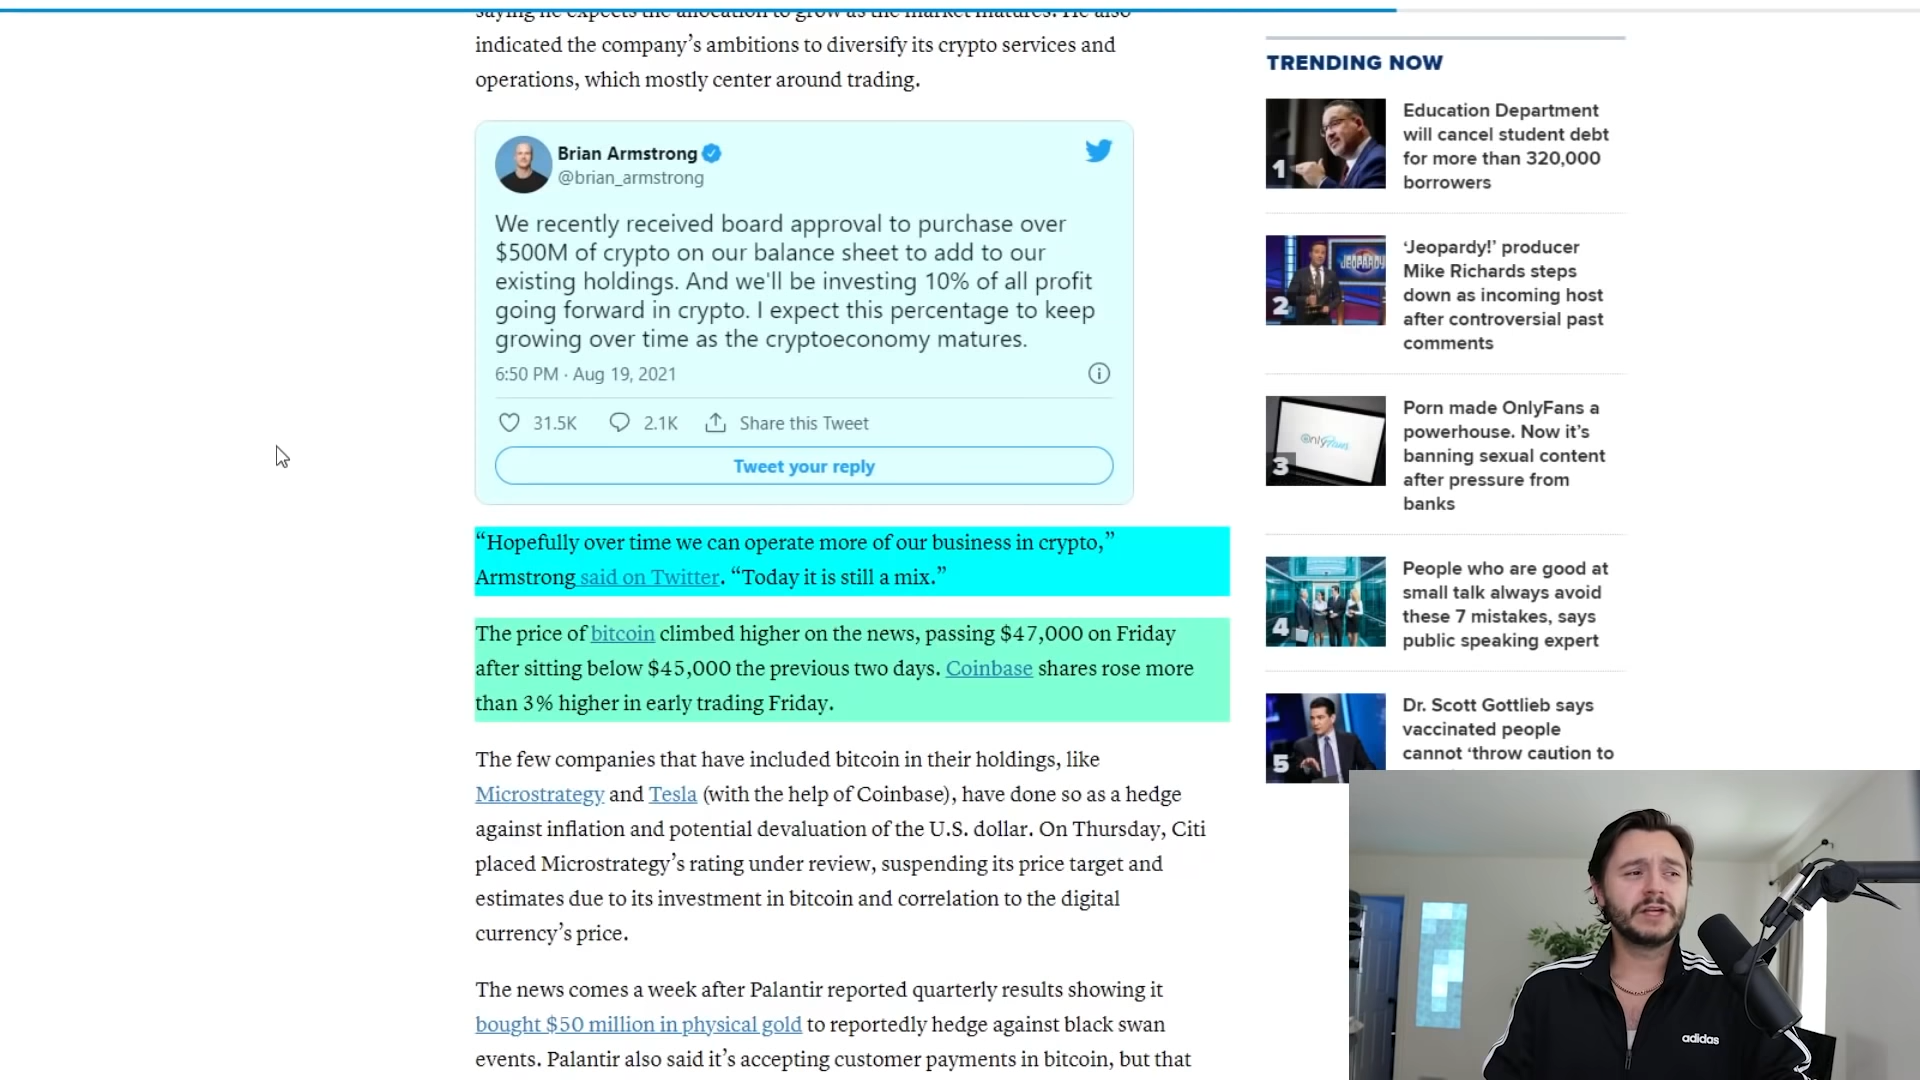 saying he expects the allocation to grow as the market matures. He also
indicated the company’s ambitions to diversify its crypto services and
operations, which mostly center around trading.
Brian Armstrong
@brian_armstrong
We recently received board approval to purchase over
$500M of crypto on our balance sheet to add to our
existing holdings. And we'll be investing 10% of all profit
going forward in crypto. I expect this percentage to keep
growing over time as the cryptoeconomy matures.
6:50 PM · Aug 19, 2021
31.5K 2.1K Share this Tweet
Tweet your reply
“Hopefully over time we can operate more of our business in crypto,”
Armstrong said on Twitter. “Today it is still a mix.”
The price of bitcoin climbed higher on the news, passing $47,000 on Friday
after sitting below $45,000 the previous two days. Coinbase shares rose more
than 3% higher in early trading Friday.
The few companies that have included bitcoin in their holdings, like
Microstrategy and Tesla (with the help of Coinbase), have done so as a hedge
against inflation and potential devaluation of the U.S. dollar. On Thursday, Citi
placed Microstrategy’s rating under review, suspending its price target and
estimates due to its investment in bitcoin and correlation to the digital
currency’s price.
The news comes a week after Palantir reported quarterly results showing it
bought $50 million in physical gold to reportedly hedge against black swan
events. Palantir also said it’s accepting customer payments in bitcoin, but that
TRENDING NOW
1
Education Department
will cancel student debt
for more than 320,000
borrowers
JEOPARDY!
2
‘Jeopardy!’ producer
Mike Richards steps
down as incoming host
after controversial past
comments
OnlyFans
3
Porn made OnlyFans a
powerhouse. Now it’s
banning sexual content
after pressure from
banks
4
People who are good at
small talk always avoid
these 7 mistakes, says
public speaking expert
5
Dr. Scott Gottlieb says
vaccinated people
cannot ‘throw caution to
adidas